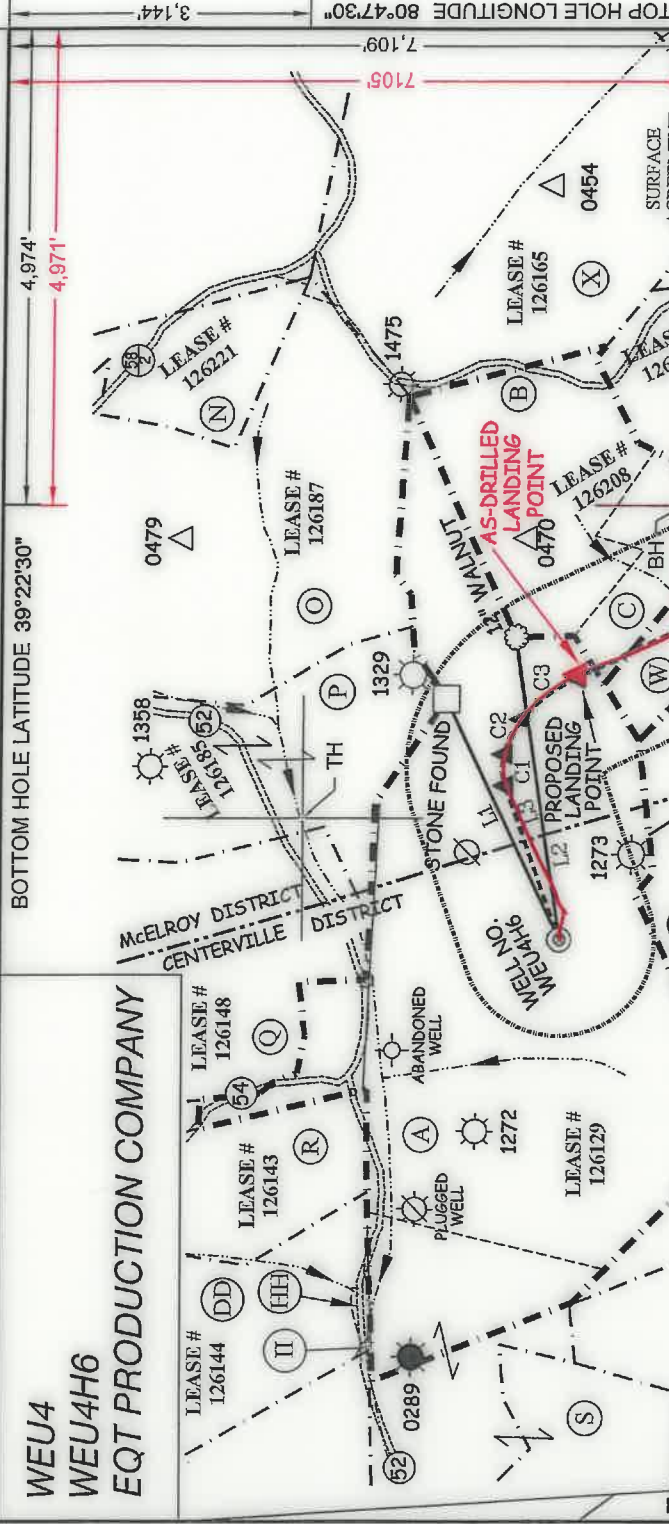 WEU4
WEU4H6
EQT PRODUCTION COMPANY
BOTTOM HOLE LATITUDE 39°22'30"
4,974'
4,971'
TOP HOLE LONGITUDE 80°47'30"
3,144'
7,109'
7105'
LEASE #
126144
DD
HH
II
52
0289
S
LEASE #
126143
R
54
LEASE #
126148
Q
PLUGGED
WELL
A
1272
ABANDONED
WELL
LEASE #
126129
McELROY DISTRICT
CENTERVILLE DISTRICT
1358
LEASE #
126185
52
TH
P
O
LEASE #
126187
0479
58
2
LEASE #
126221
N
1329
STONE FOUND
1475
12" WALNUT
L1
L3
L2
C1
C2
C3
WELL NO.
WEU4H6
PROPOSED
LANDING
POINT
1273
AS-DRILLED
LANDING
POINT
0470
LEASE #
126208
B
C
W
BH
LEASE #
126165
X
0454
SURFACE